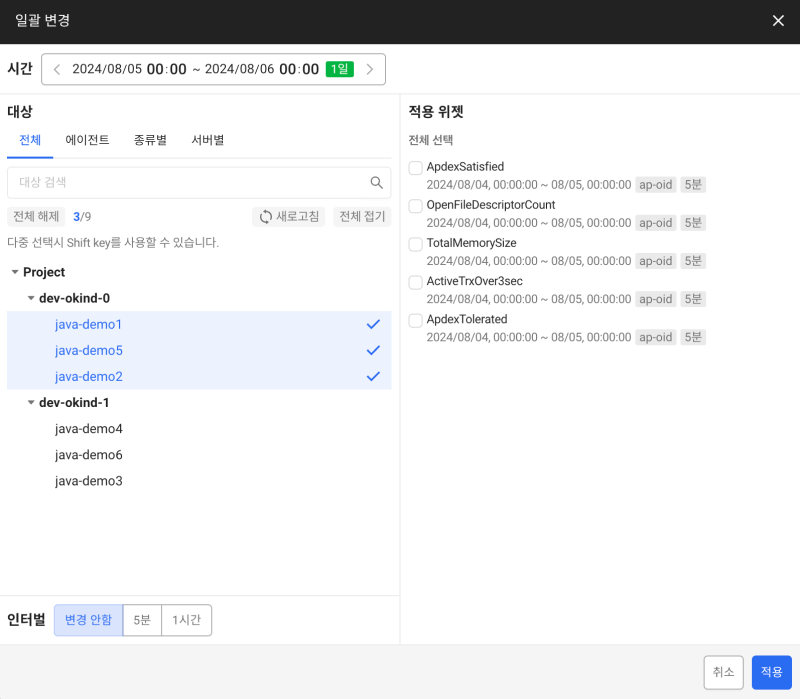 일괄 변경
시간 2024/08/05 00:00 ~ 2024/08/06 00:00 1일
대상
전체 에이전트 종류별 서버별
대상 검색
전체 해제 3/9 새로고침 전체 접기
다중 선택시 Shift key를 사용할 수 있습니다.
Project
dev-okind-0
java-demo1
java-demo5
java-demo2
dev-okind-1
java-demo4
java-demo6
java-demo3
인터벌 변경 안함 5분 1시간
적용 위젯
전체 선택
ApdexSatisfied
2024/08/04, 00:00:00 ~ 08/05, 00:00:00 ap-oid 5분
OpenFileDescriptorCount
2024/08/04, 00:00:00 ~ 08/05, 00:00:00 ap-oid 5분
TotalMemorySize
2024/08/04, 00:00:00 ~ 08/05, 00:00:00 ap-oid 5분
ActiveTrxOver3sec
2024/08/04, 00:00:00 ~ 08/05, 00:00:00 ap-oid 5분
ApdexTolerated
2024/08/04, 00:00:00 ~ 08/05, 00:00:00 ap-oid 5분
취소 적용